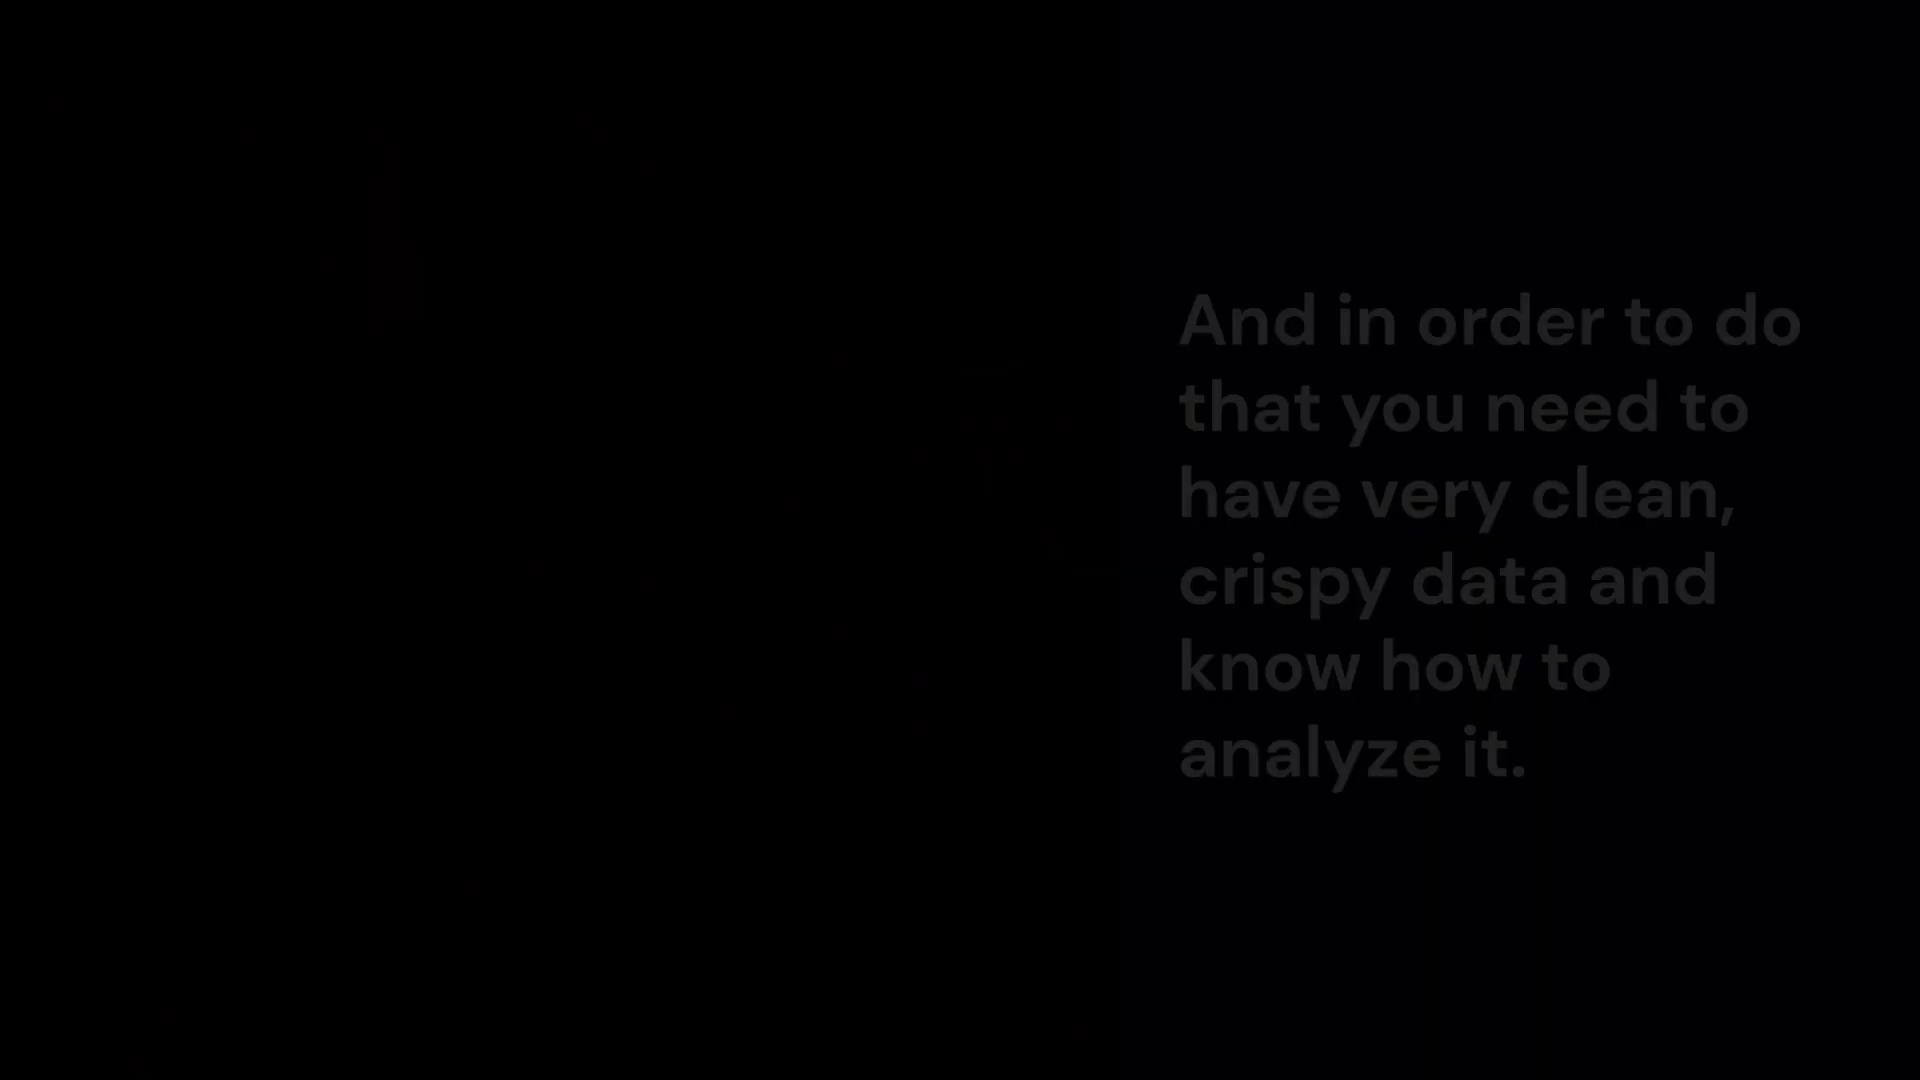 And in order to do
that you need to
have very clean,
crispy data and
know how to
analyze it.